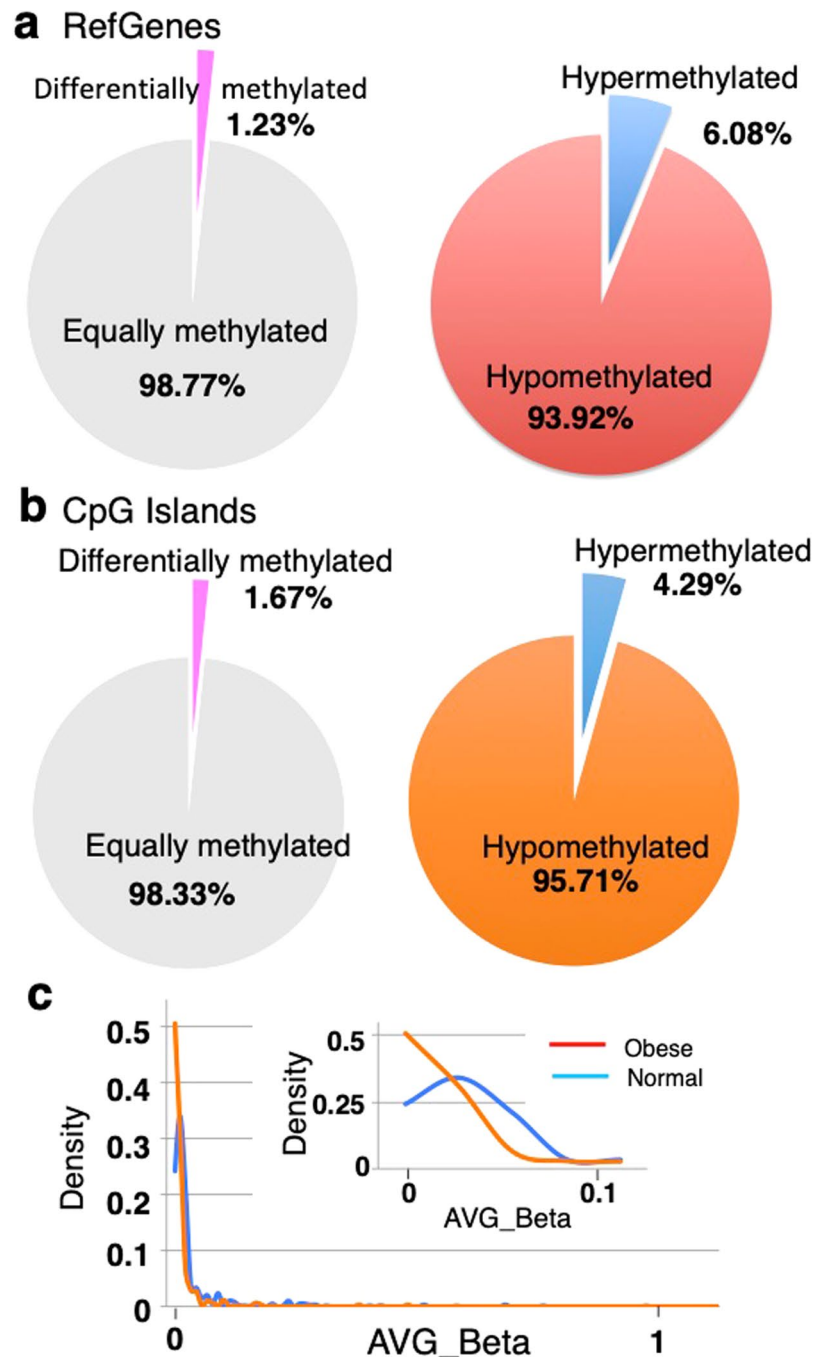 a RefGenes
Differentially methylated
1.23%
Equally methylated
98.77%
Hypermethylated
6.08%
Hypomethylated
93.92%
b CpG Islands
Differentially methylated
1.67%
Equally methylated
98.33%
Hypermethylated
4.29%
Hypomethylated
95.71%
c
Density
0.5
0.4
0.3
0.2
0.1
0
0 1
AVG_Beta
Density
0.5
0.25
0
0 0.1
AVG_Beta
Obese
Normal